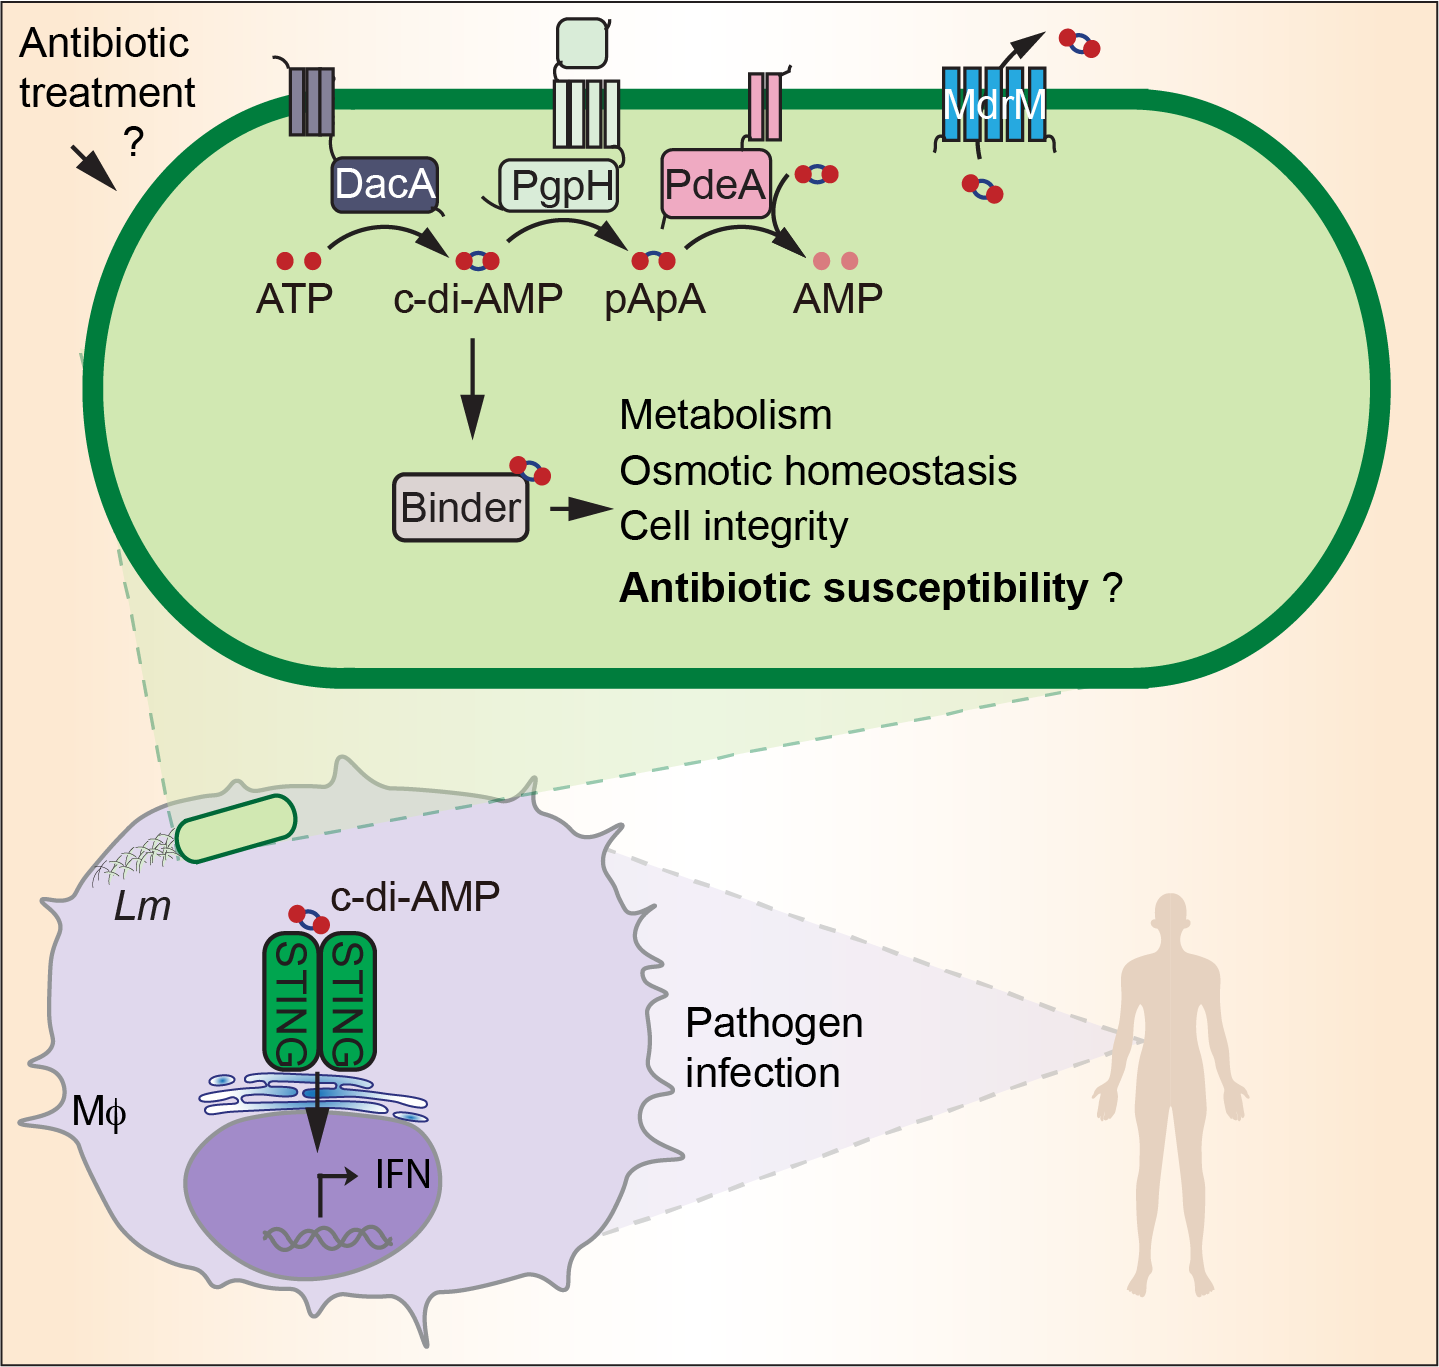 Antibiotic
treatment
?
MdrM
DacA
PgpH
PdeA
ATP
c-di-AMP
pApA
AMP
Metabolism
Osmotic homeostasis
Cell integrity
Antibiotic susceptibility ?
Binder
Lm
c-di-AMP
STING
STING
Pathogen
infection
Mϕ
IFN